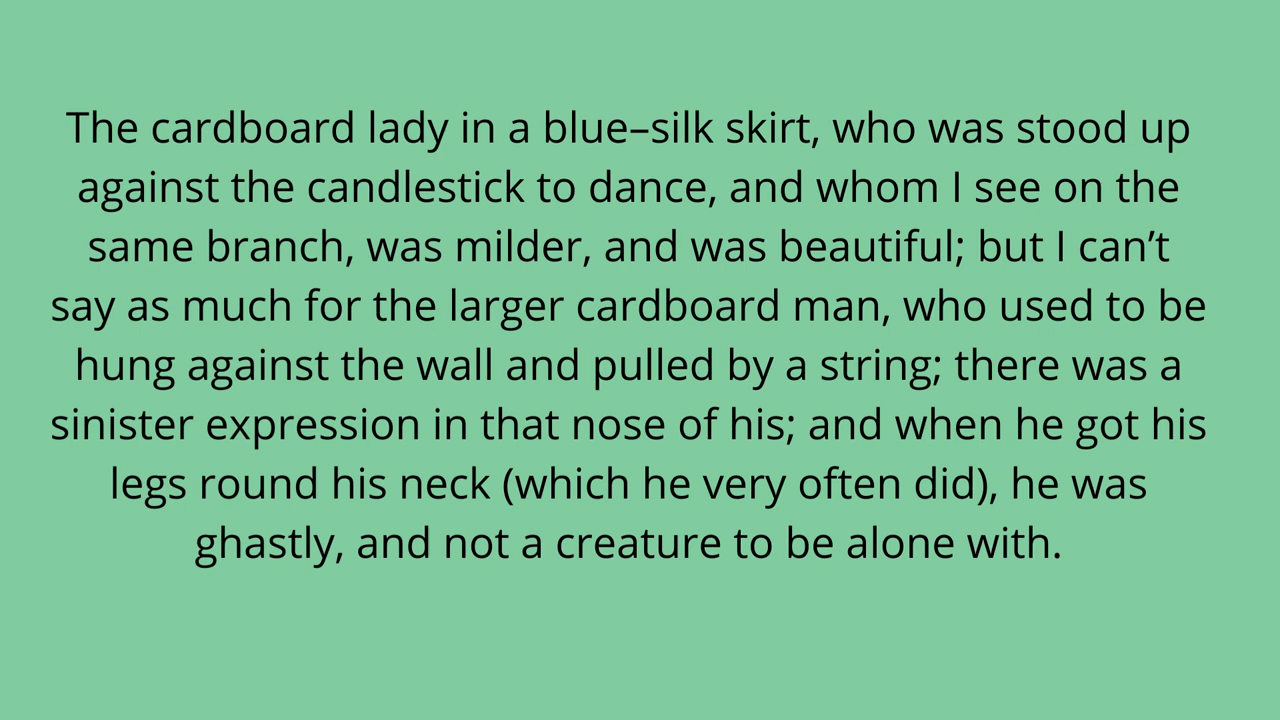 The cardboard lady in a blue–silk skirt, who was stood up
against the candlestick to dance, and whom I see on the
same branch, was milder, and was beautiful; but I can’t
say as much for the larger cardboard man, who used to be
hung against the wall and pulled by a string; there was a
sinister expression in that nose of his; and when he got his
legs round his neck (which he very often did), he was
ghastly, and not a creature to be alone with.